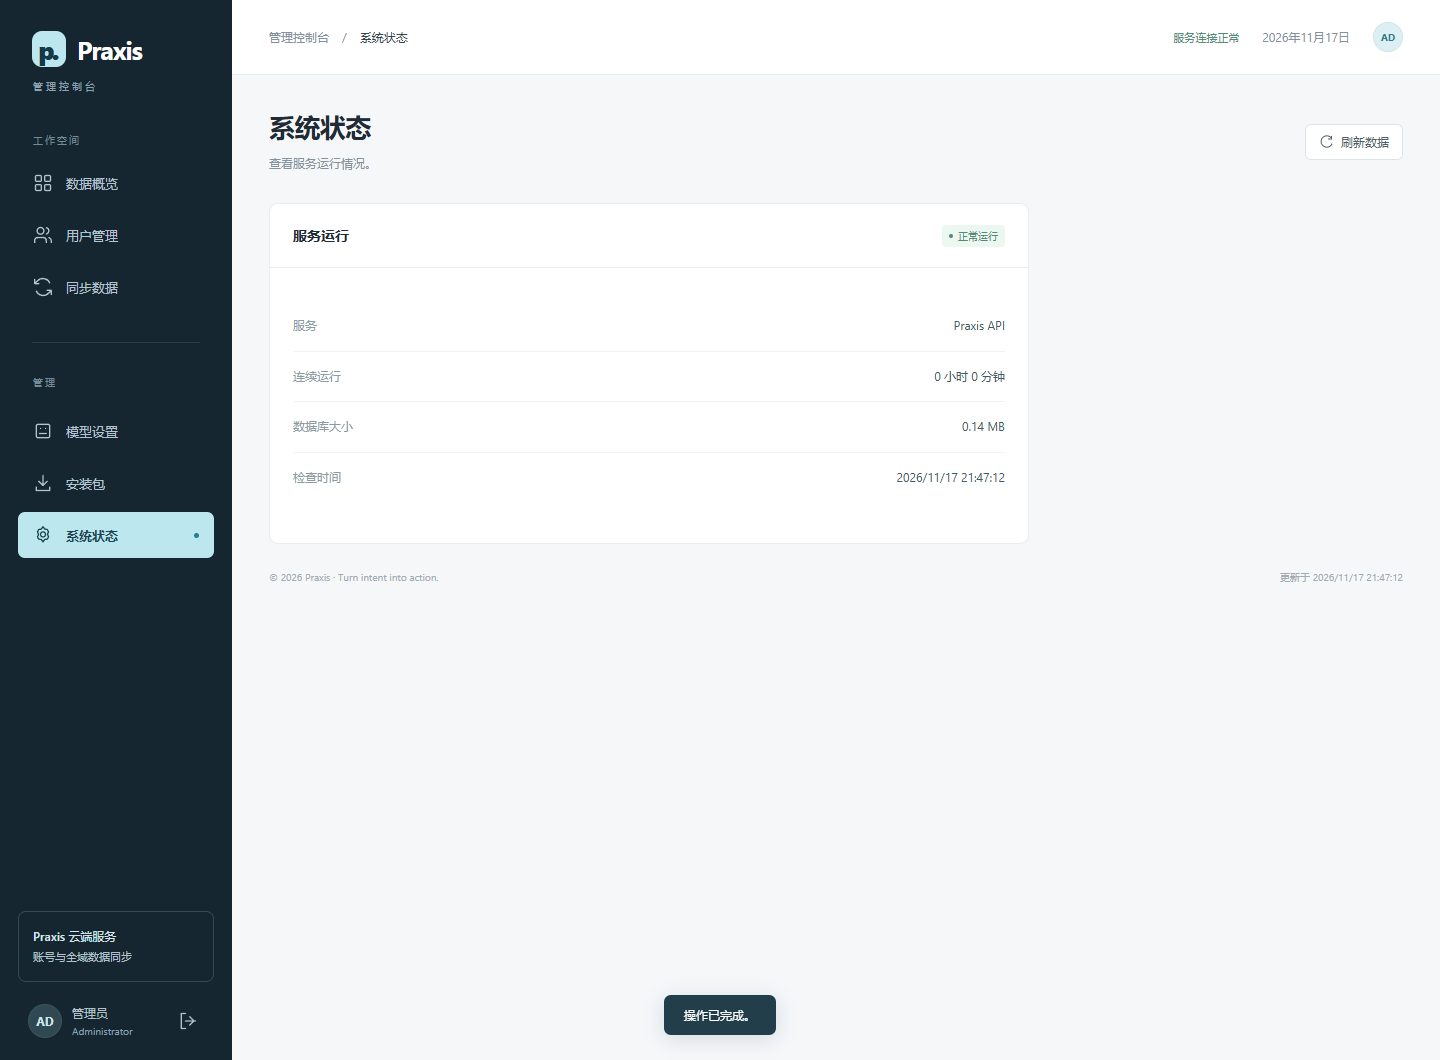 p. Praxis
管理控制台
工作空间
数据概览
用户管理
同步数据
管理
模型设置
安装包
系统状态
Praxis 云端服务
账号与全域数据同步
AD
管理员
Administrator
管理控制台 / 系统状态
服务连接正常 2026年11月17日 AD
系统状态
查看服务运行情况。
刷新数据
服务运行 正常运行
服务 Praxis API
连续运行 0 小时 0 分钟
数据库大小 0.14 MB
检查时间 2026/11/17 21:47:12
© 2026 Praxis · Turn intent into action. 更新于 2026/11/17 21:47:12
操作已完成。